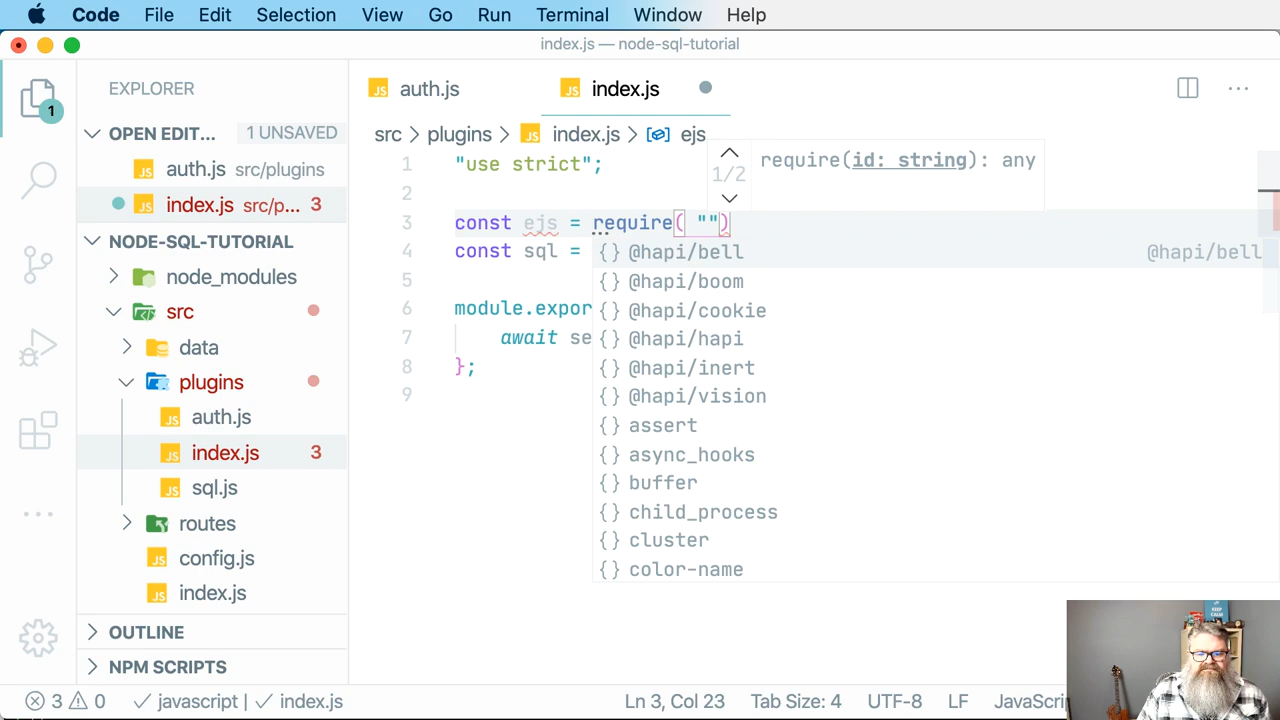 Code File Edit Selection View Go Run Terminal Window Help
index.js — node-sql-tutorial
EXPLORER
1
OPEN EDIT... 1 UNSAVED
auth.js src/plugins
index.js src/p... 3
NODE-SQL-TUTORIAL
node_modules
src
data
plugins
auth.js
index.js 3
sql.js
routes
config.js
index.js
OUTLINE
NPM SCRIPTS
auth.js index.js
src > plugins > index.js > ejs
1 "use strict";
2
3 const ejs = require( "")
4 const sql =
5
6 module.expor
7 await se
8 };
9
1/2 require(id: string): any
{} @hapi/bell @hapi/bell
{} @hapi/boom
{} @hapi/cookie
{} @hapi/hapi
{} @hapi/inert
{} @hapi/vision
{} assert
{} async_hooks
{} buffer
{} child_process
{} cluster
{} color-name
KEEP
CALM
3 0 javascript | index.js Ln 3, Col 23 Tab Size: 4 UTF-8 LF JavaScri